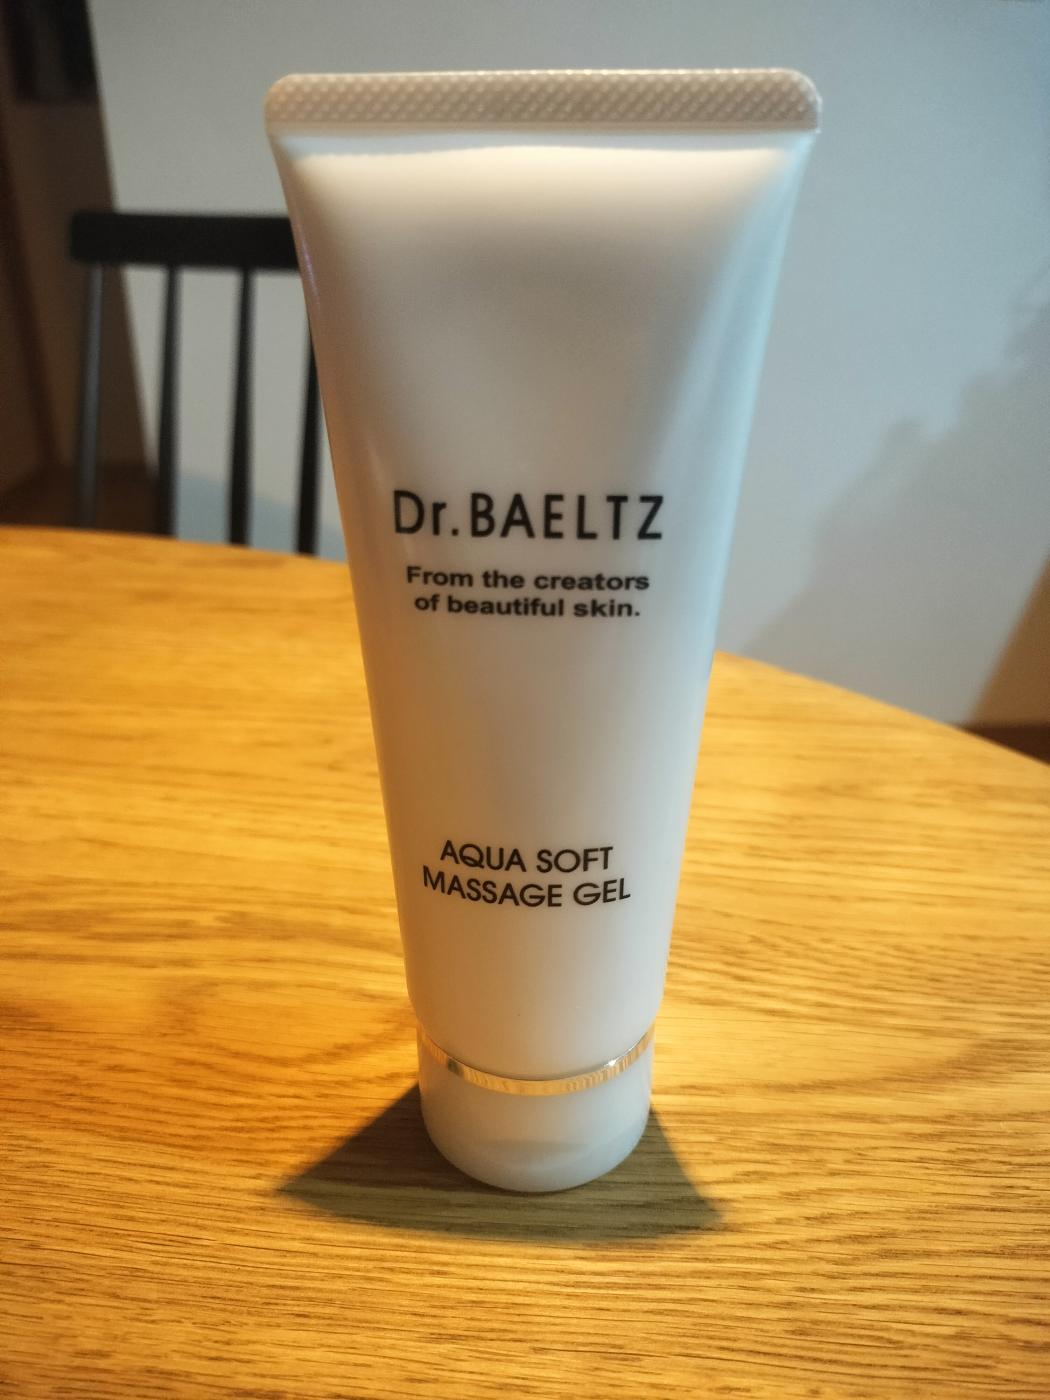 Dr.BAELTZ
From the creators
of beautiful skin.
AQUA SOFT
MASSAGE GEL